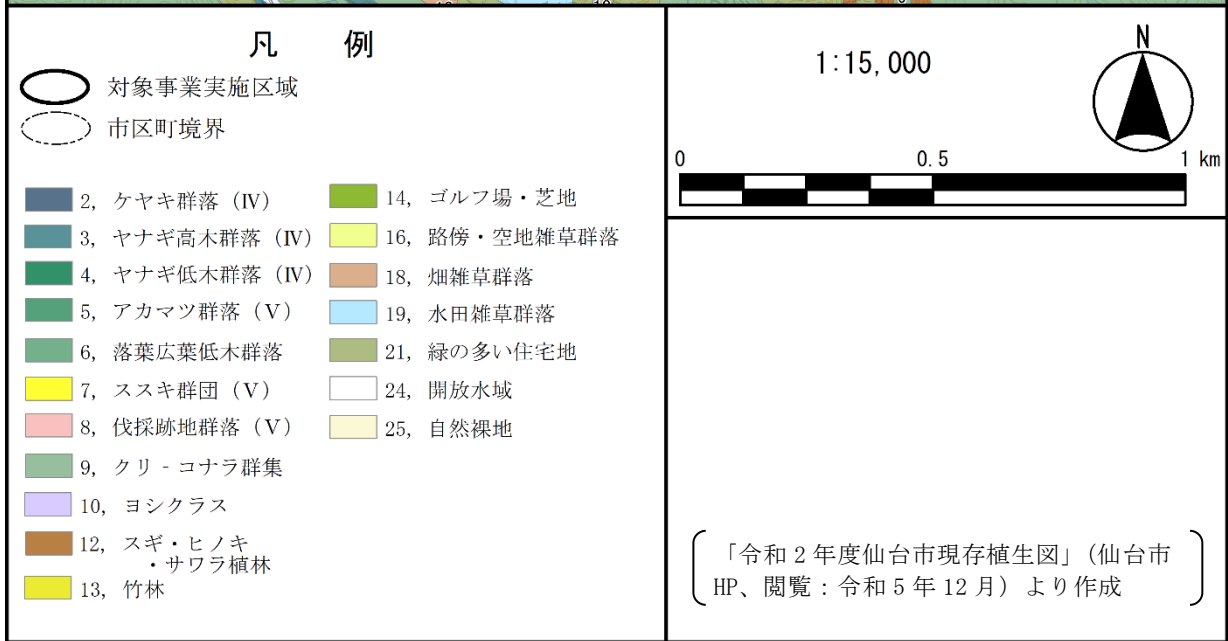 凡　例
対象事業実施区域
市区町境界
2, ケヤキ群落（Ⅳ）
3, ヤナギ高木群落（Ⅳ）
4, ヤナギ低木群落（Ⅳ）
5, アカマツ群落（Ⅴ）
6, 落葉広葉低木群落
7, ススキ群団（Ⅴ）
8, 伐採跡地群落（Ⅴ）
9, クリ‐コナラ群集
10, ヨシクラス
12, スギ・ヒノキ
・サワラ植林
13, 竹林
14, ゴルフ場・芝地
16, 路傍・空地雑草群落
18, 畑雑草群落
19, 水田雑草群落
21, 緑の多い住宅地
24, 開放水域
25, 自然裸地
1:15,000
N
0 0.5 1 km
「令和2年度仙台市現存植生図」（仙台市
HP、閲覧：令和5年12月）より作成